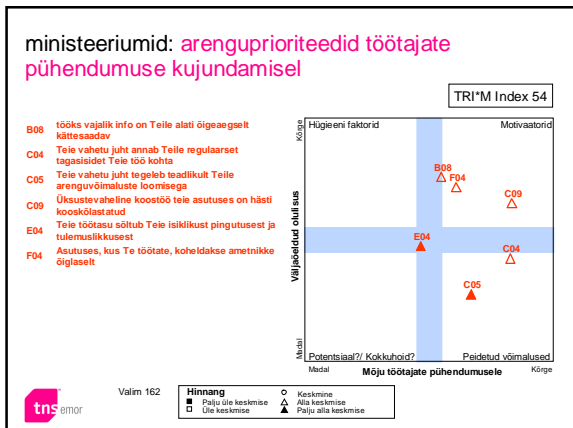 ministeeriumid: arenguprioriteedid töötajate
pühendumuse kujundamisel
TRI*M Index 54
B08 tööks vajalik info on Teile alati õigeaegselt
kättesaadav
C04 Teie vahetu juht annab Teile regulaarset
tagasisidet Teie töö kohta
C05 Teie vahetu juht tegeleb teadlikult Teile
arenguvõimaluste loomisega
C09 Üksustevaheline koostöö teie asutuses on hästi
kooskõlastatud
E04 Teie töötasu sõltub Teie isiklikust pingutusest ja
tulemuslikkusest
F04 Asutuses, kus Te töötate, koheldakse ametnikke
õiglaselt
Kõrge
Hügieeni faktorid
Motivaatorid
B08
F04
C09
E04
C04
C05
Väljaöeldud olulisus
Madal
Potentsiaal?/ Kokkuhoid?
Peidetud võimalused
Madal
Mõju töötajate pühendumusele
Kõrge
Valim 162
Hinnang
Palju üle keskmise
Üle keskmise
Keskmine
Alla keskmise
Palju alla keskmise
tns emor